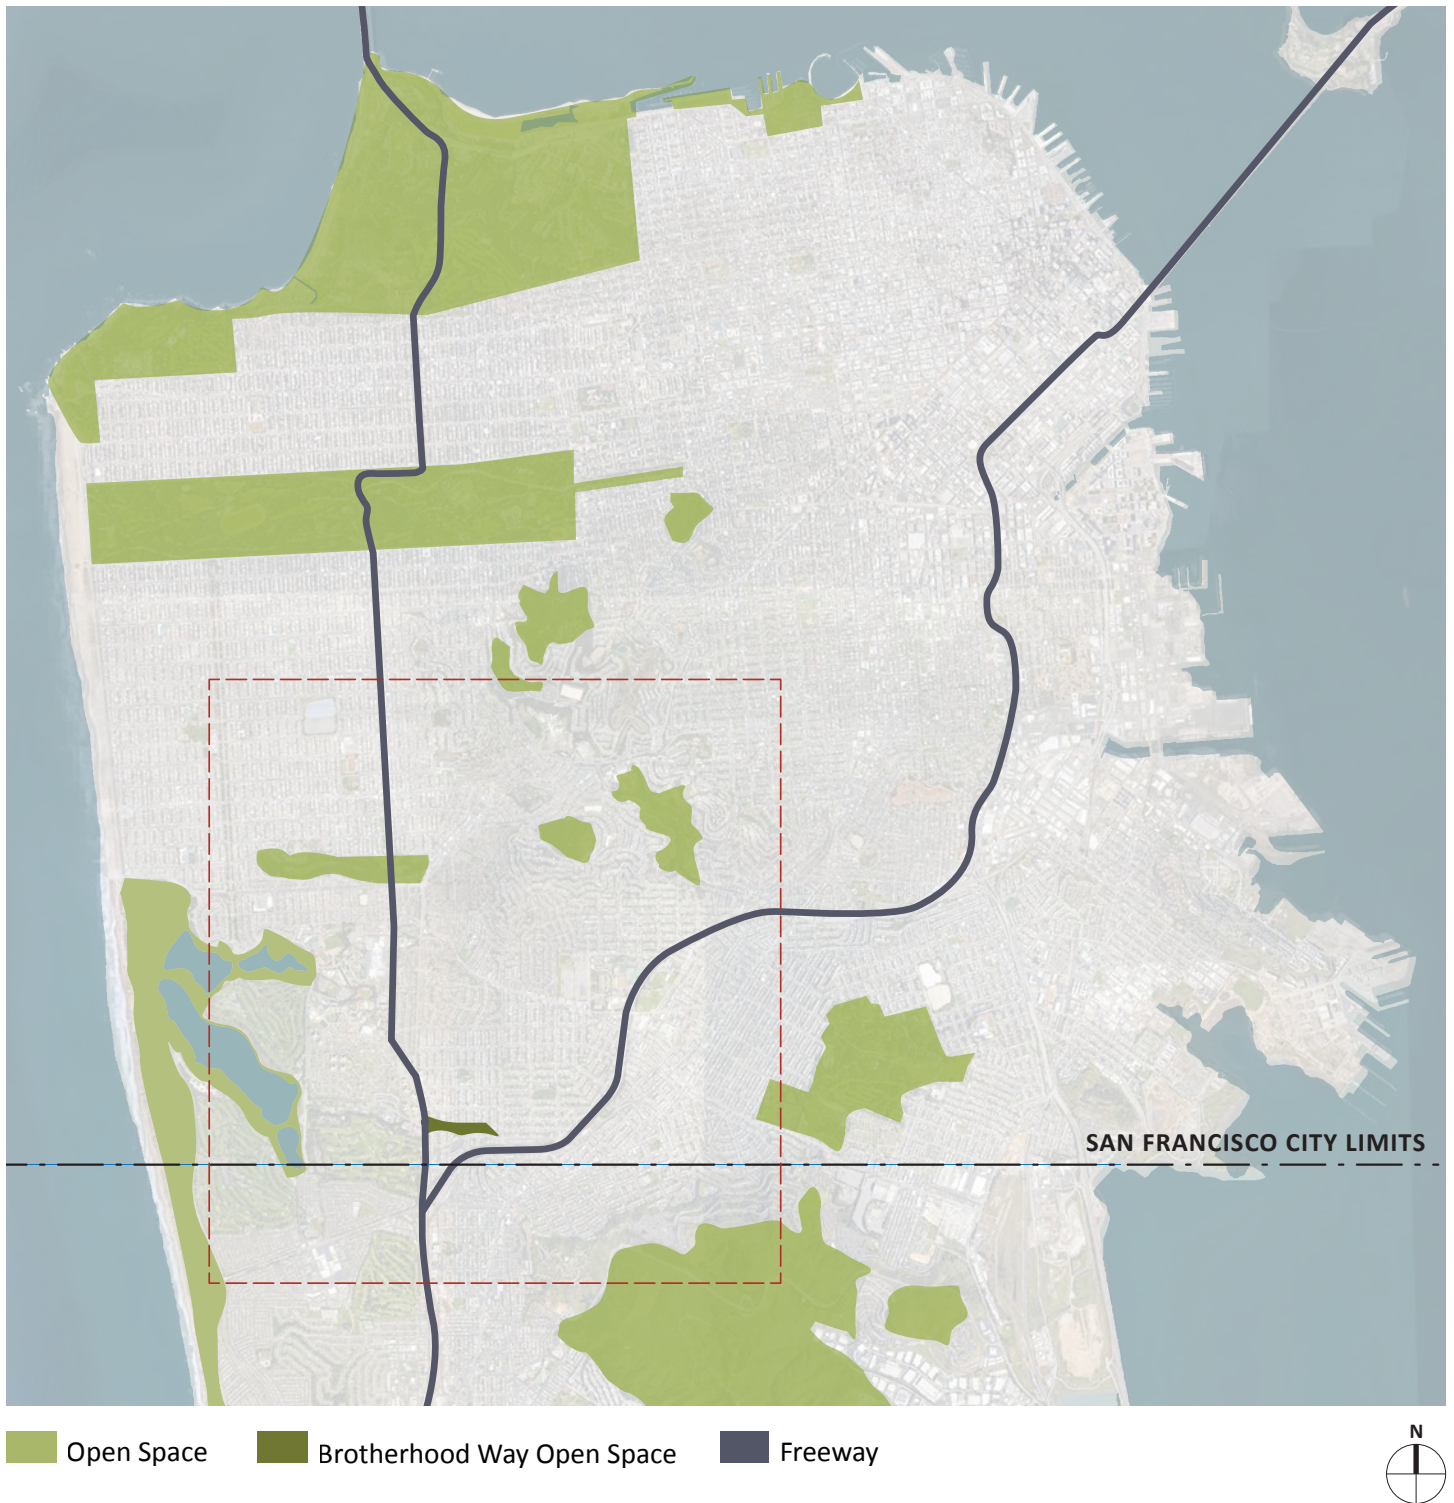 SAN FRANCISCO CITY LIMITS
Open Space
Brotherhood Way Open Space
Freeway
N